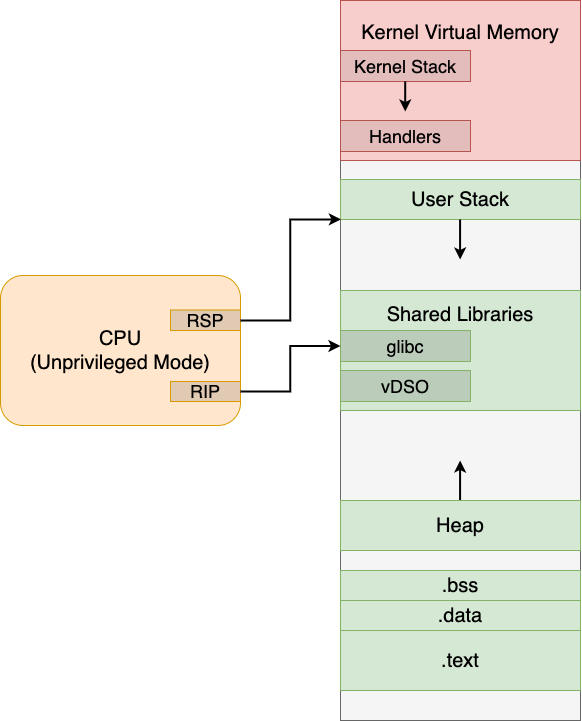 Kernel Virtual Memory
Kernel Stack
Handlers
User Stack
CPU
(Unprivileged Mode)
RSP
RIP
Shared Libraries
glibc
vDSO
Heap
.bss
.data
.text